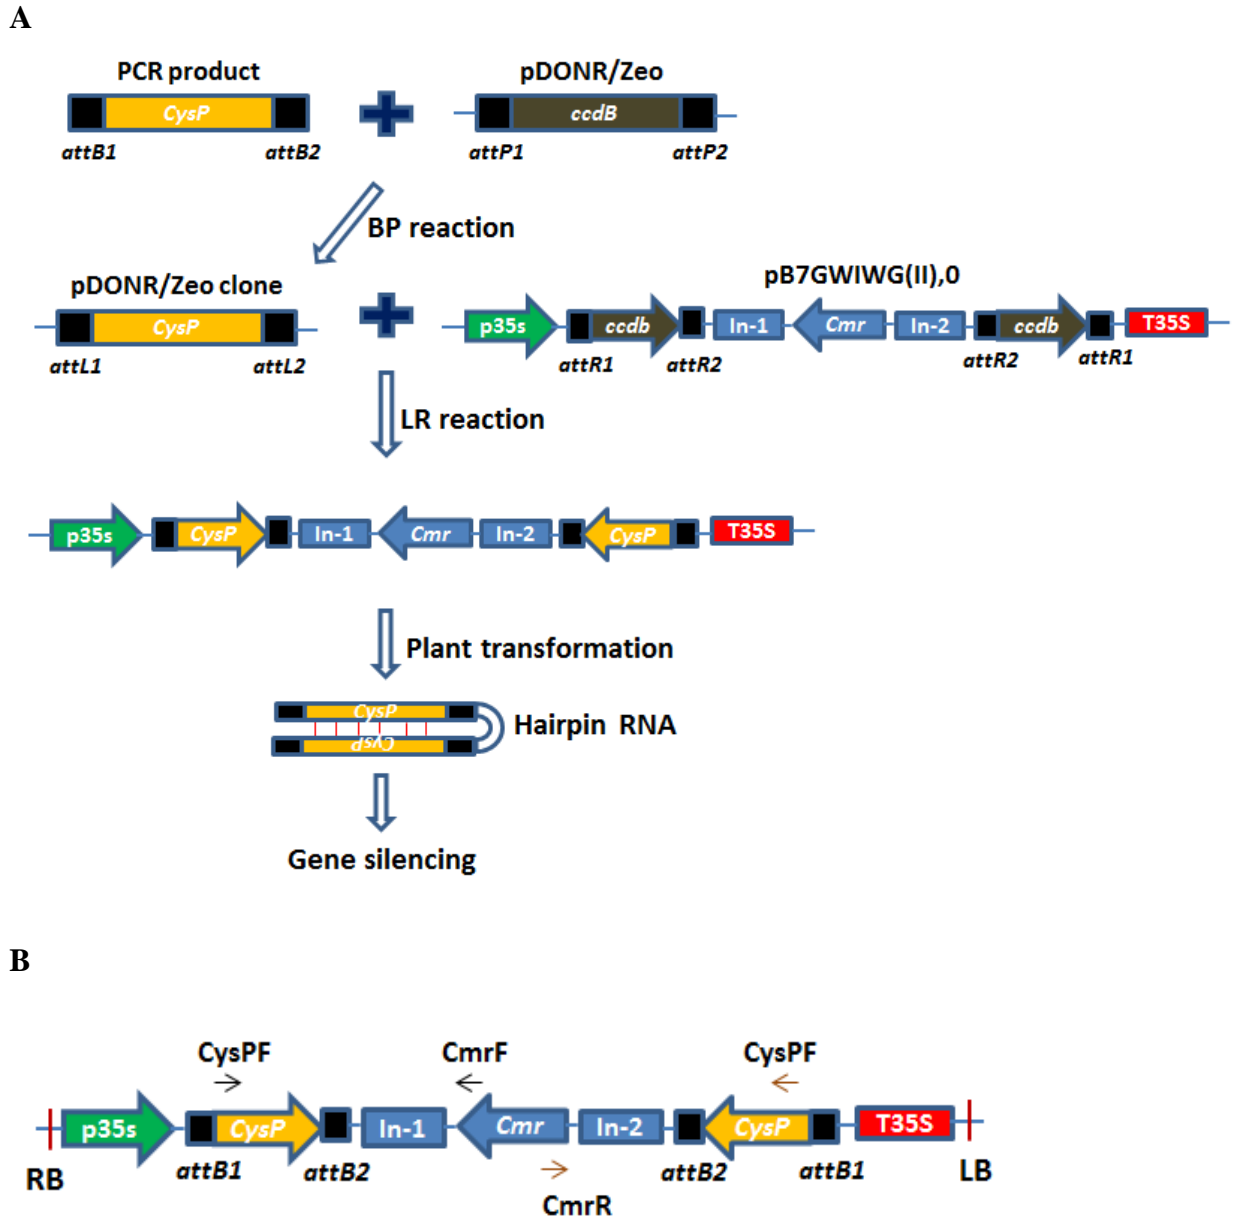 A
PCR product
pDONR/Zeo
CysP
ccdB
attB1
attB2
attP1
attP2
BP reaction
pDONR/Zeo clone
pB7GWIWG(II),0
CysP
p35s
ccdb
In-1
Cmr
In-2
ccdb
T35S
attL1
attL2
attR1
attR2
attR2
attR1
LR reaction
p35s
CysP
In-1
Cmr
In-2
CysP
T35S
Plant transformation
CysP
CysP
Hairpin RNA
Gene silencing
B
CysPF
CmrF
CysPF
p35s
CysP
In-1
Cmr
In-2
CysP
T35S
RB
attB1
attB2
attB2
attB1
LB
CmrR